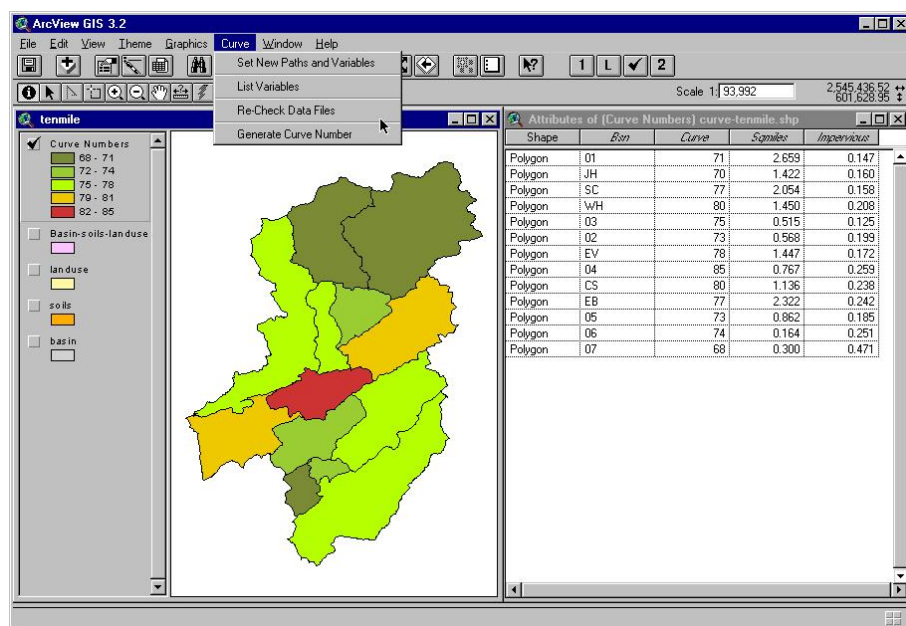 ArcView GIS 3.2
File Edit View Theme Graphics Curve Window Help
Set New Paths and Variables
List Variables
Re-Check Data Files
Generate Curve Number
1 L 2
Scale 1: 93,992
2,545,436.52
601,628.95
tenmile
Curve Numbers
68 - 71
72 - 74
75 - 78
79 - 81
82 - 85
Basin-soils-landuse
landuse
soils
basin
Attributes of (Curve Numbers) curve-tenmile.shp
Shape Bsn Curve Sqmiles Impervious
Polygon 01 71 2.659 0.147
Polygon JH 70 1.422 0.160
Polygon SC 77 2.054 0.158
Polygon WH 80 1.450 0.208
Polygon 03 75 0.515 0.125
Polygon 02 73 0.568 0.199
Polygon EV 78 1.447 0.172
Polygon 04 85 0.767 0.259
Polygon CS 80 1.136 0.238
Polygon EB 77 2.322 0.242
Polygon 05 73 0.862 0.185
Polygon 06 74 0.164 0.251
Polygon 07 68 0.300 0.471